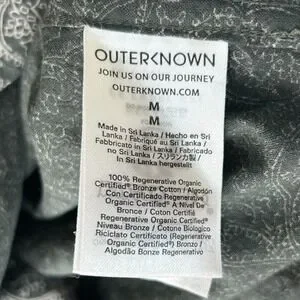 OUTERKNOWN
JOIN US ON OUR JOURNEY
OUTERKNOWN.COM
M
M
Made in Sri Lanka / Hecho en Sri
Lanka / Fabriqué au Sri Lanka /
Fabbricato in Sri Lanka / Fabricado
no Sri Lanka / スリランカ製 /
In Sri Lanka hergestellt
100% Regenerative Organic
Certified® Bronze Cotton / Algodón
Con Carácter Regenerative
Organic Certified® A Nivel De
Bronce / Coton Certifié
Regenerative Organic Certified®
Niveau Bronze / Cotone Biologico
Riciclato Certified (Regenerative
Organic Certified®) Bronzo /
Algodão Bonze Regenerative